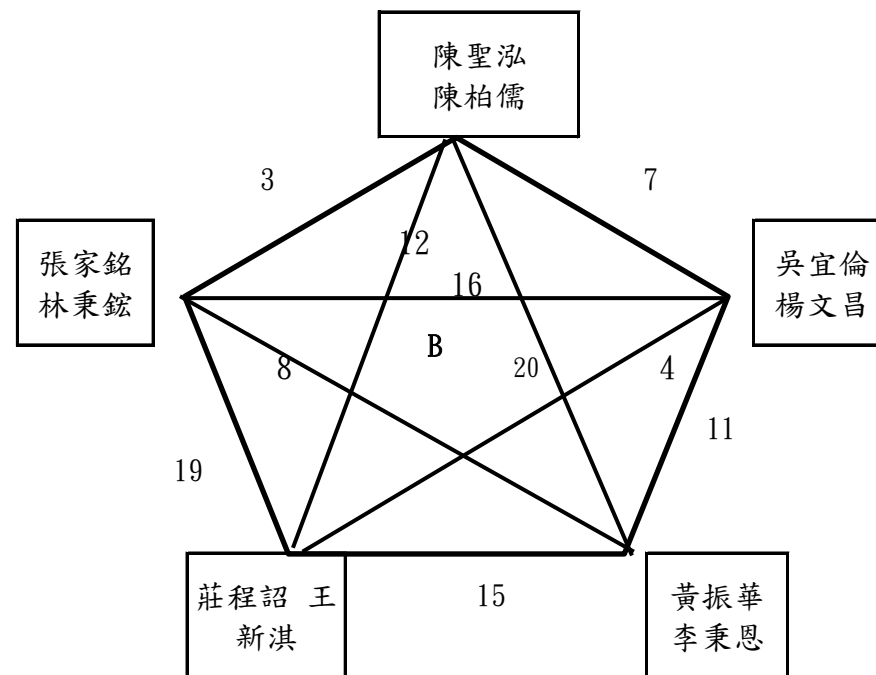 陳聖泓
陳柏儒
3
7
張家銘
林秉鋐
12
16
吳宜倫
楊文昌
B
8
20
4
11
19
莊程詔 王
新淇
15
黃振華
李秉恩